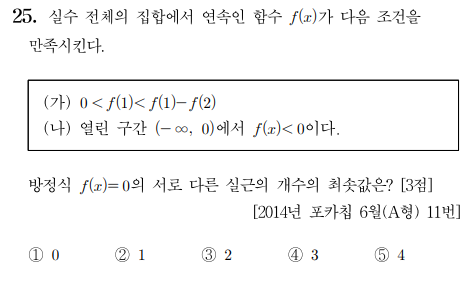 25. 실수 전체의 집합에서 연속인 함수 f(x)가 다음 조건을
만족시킨다.
(가) 0 < f(1) < f(1) − f(2)
(나) 열린 구간 (−∞, 0)에서 f(x) < 0이다.
방정식 f(x) = 0의 서로 다른 실근의 개수의 최솟값은? [3점]
[2014년 포카칩 6월(A형) 11번]
① 0 ② 1 ③ 2 ④ 3 ⑤ 4